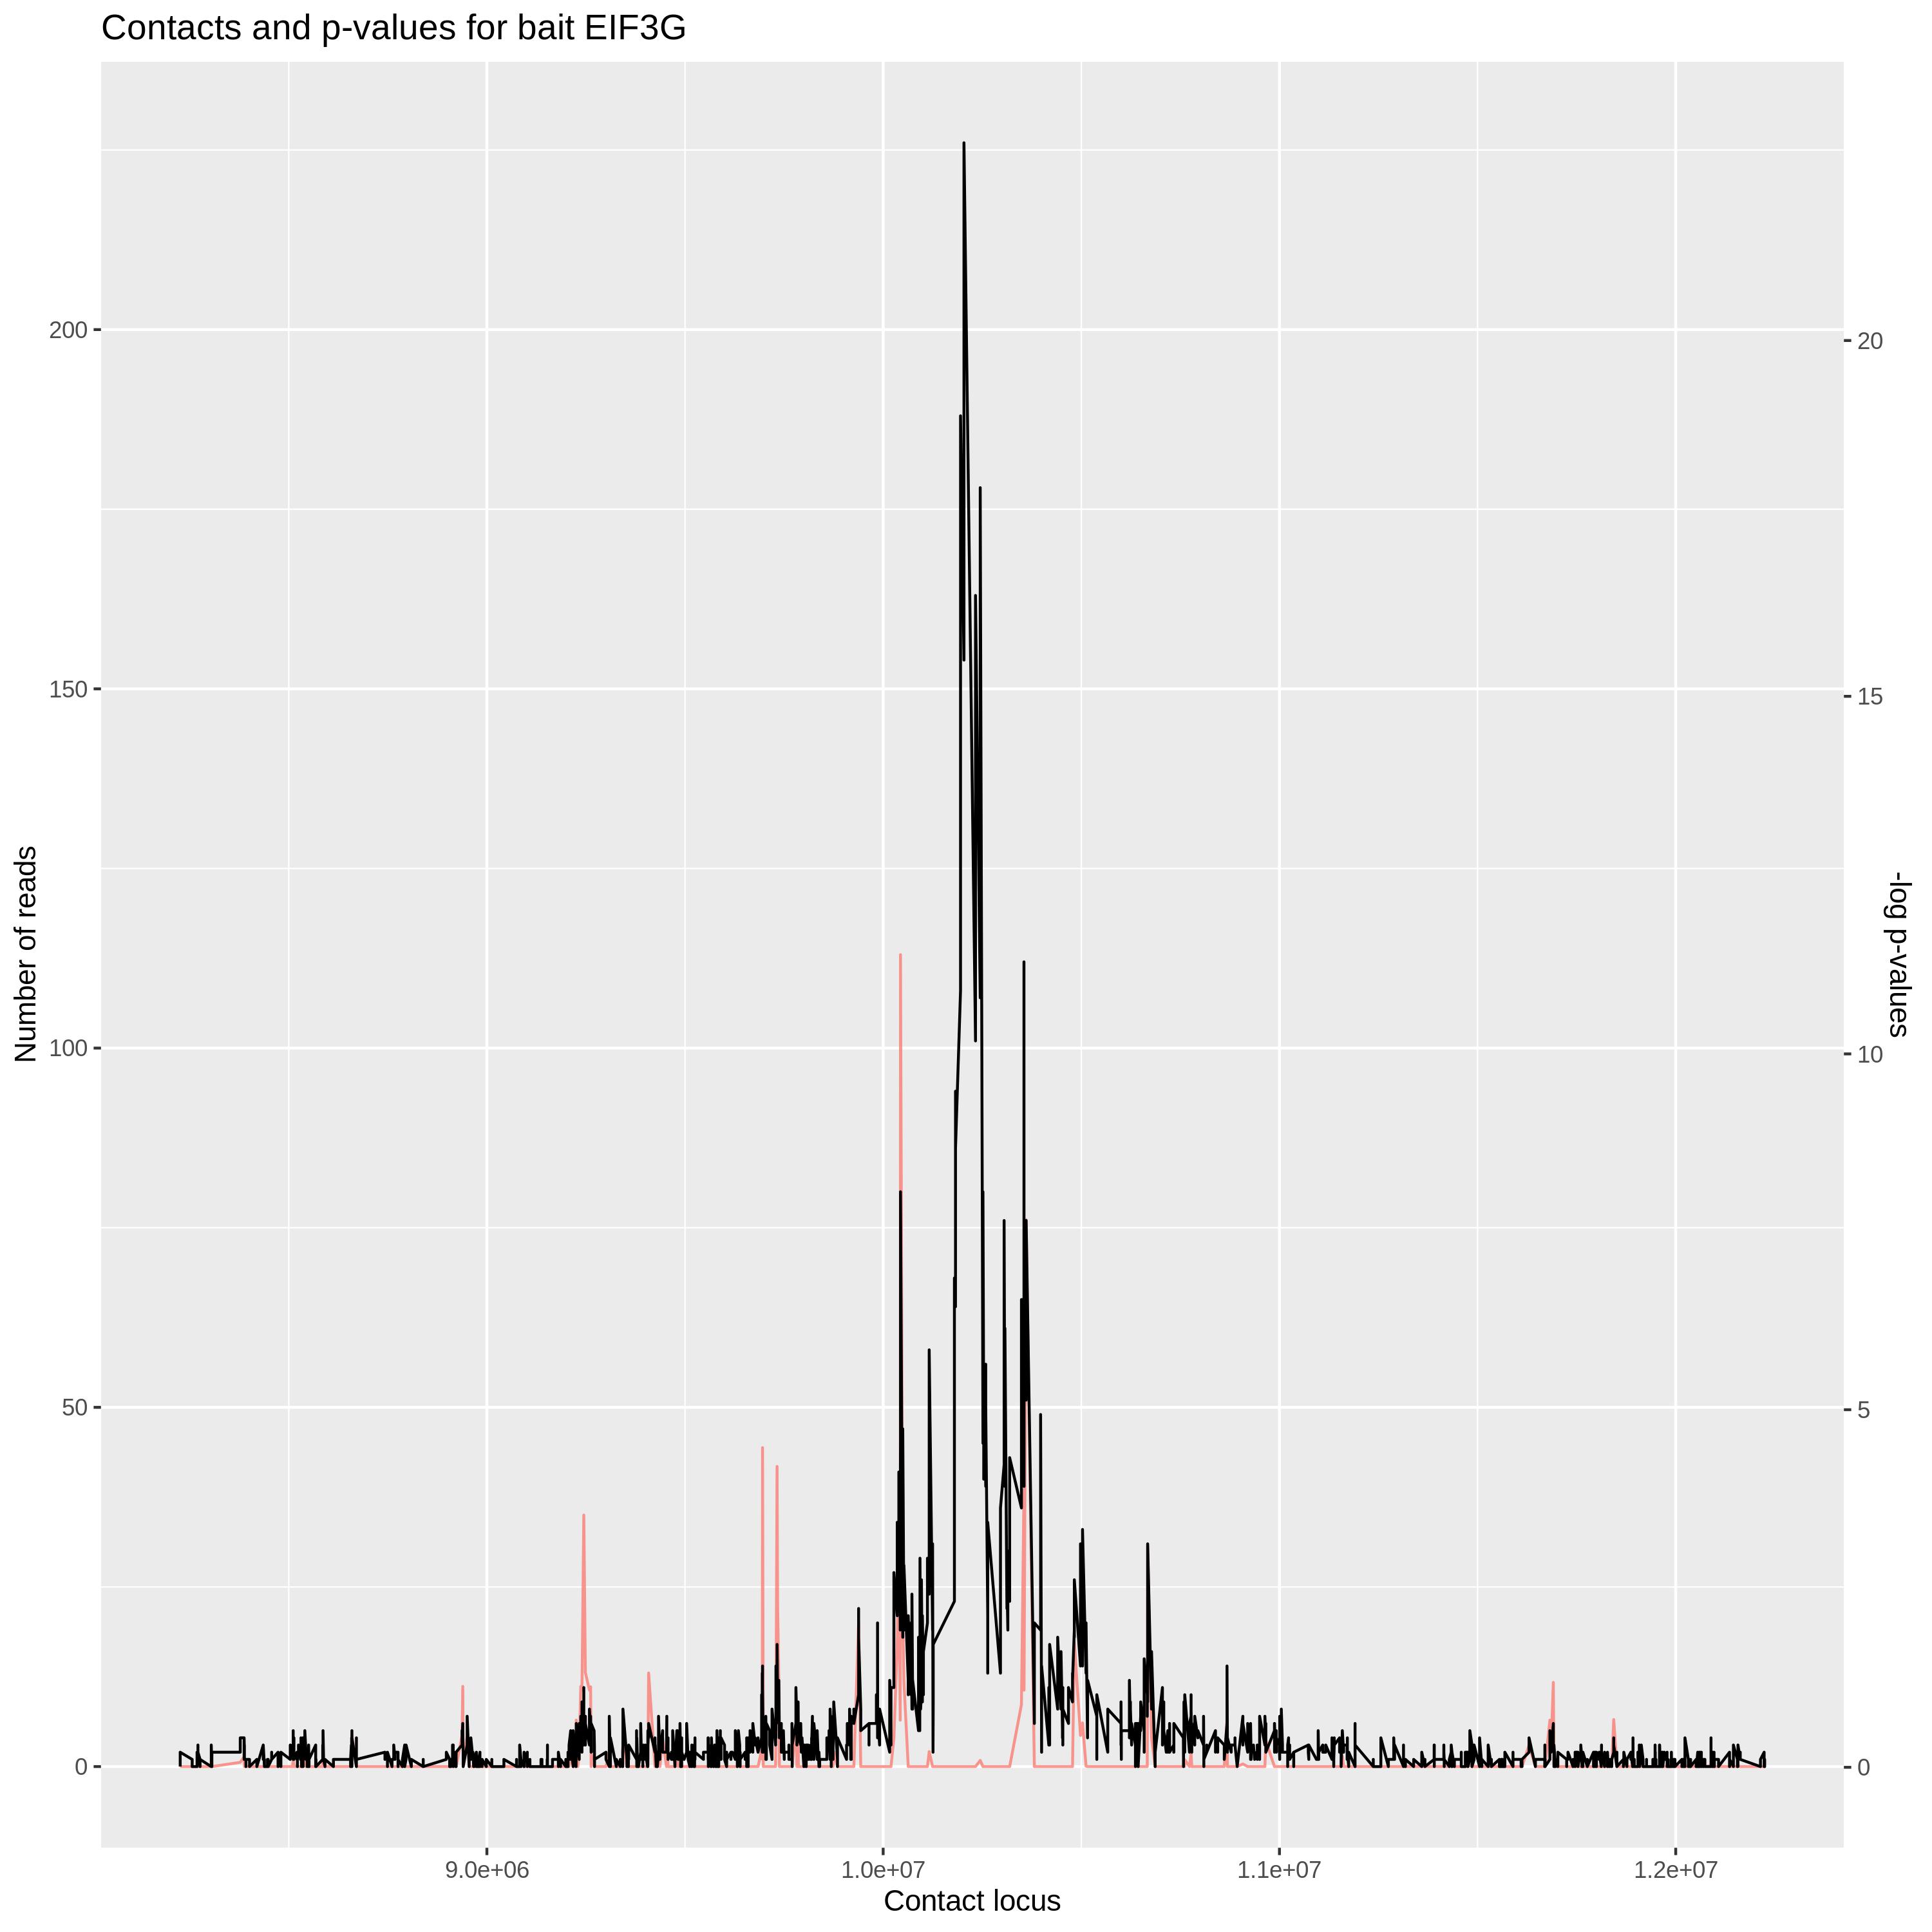 Contacts and p-values for bait EIF3G
Number of reads
200
150
100
50
0
20
15
10
5
0
-log p-values
9.0e+06
1.0e+07
1.1e+07
1.2e+07
Contact locus